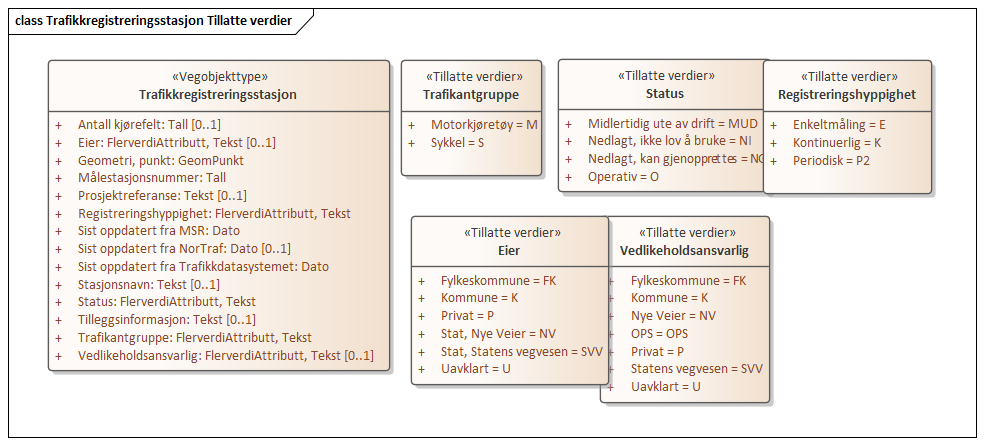 class Trafikkregistreringsstasjon Tillatte verdier
«Vegobjekttype»
Trafikkregistreringsstasjon
+ Antall kjørefelt: Tall [0..1]
+ Eier: FlerverdiAttributt, Tekst [0..1]
+ Geometri, punkt: GeomPunkt
+ Målestasjonsnummer: Tall
+ Prosjektreferanse: Tekst [0..1]
+ Registreringshyppighet: FlerverdiAttributt, Tekst
+ Sist oppdatert fra MSR: Dato
+ Sist oppdatert fra NorTraf: Dato [0..1]
+ Sist oppdatert fra Trafikkdatasystemet: Dato
+ Stasjonsnavn: Tekst [0..1]
+ Status: FlerverdiAttributt, Tekst
+ Tilleggsinformasjon: Tekst [0..1]
+ Trafikantgruppe: FlerverdiAttributt, Tekst
+ Vedlikeholdsansvarlig: FlerverdiAttributt, Tekst [0..1]
«Tillatte verdier»
Trafikantgruppe
+ Motorkjøretøy = M
+ Sykkel = S
«Tillatte verdier»
Status
+ Midlertidig ute av drift = MUD
+ Nedlagt, ikke lov å bruke = NI
+ Nedlagt, kan gjenopprettes =
+ Operativ = O
«Tillatte verdier»
Registreringshyppighet
+ Enkeltmåling = E
+ Kontinuerlig = K
+ Periodisk = P2
«Tillatte verdier»
Eier
+ Fylkeskommune = FK
+ Kommune = K
+ Privat = P
+ Stat, Nye Veier = NV
+ Stat, Statens vegvesen = SVV
+ Uavklart = U
«Tillatte verdier»
Vedlikeholdsansvarlig
+ Fylkeskommune = FK
+ Kommune = K
+ Nye Veier = NV
+ OPS = OPS
+ Privat = P
+ Statens vegvesen = SVV
+ Uavklart = U